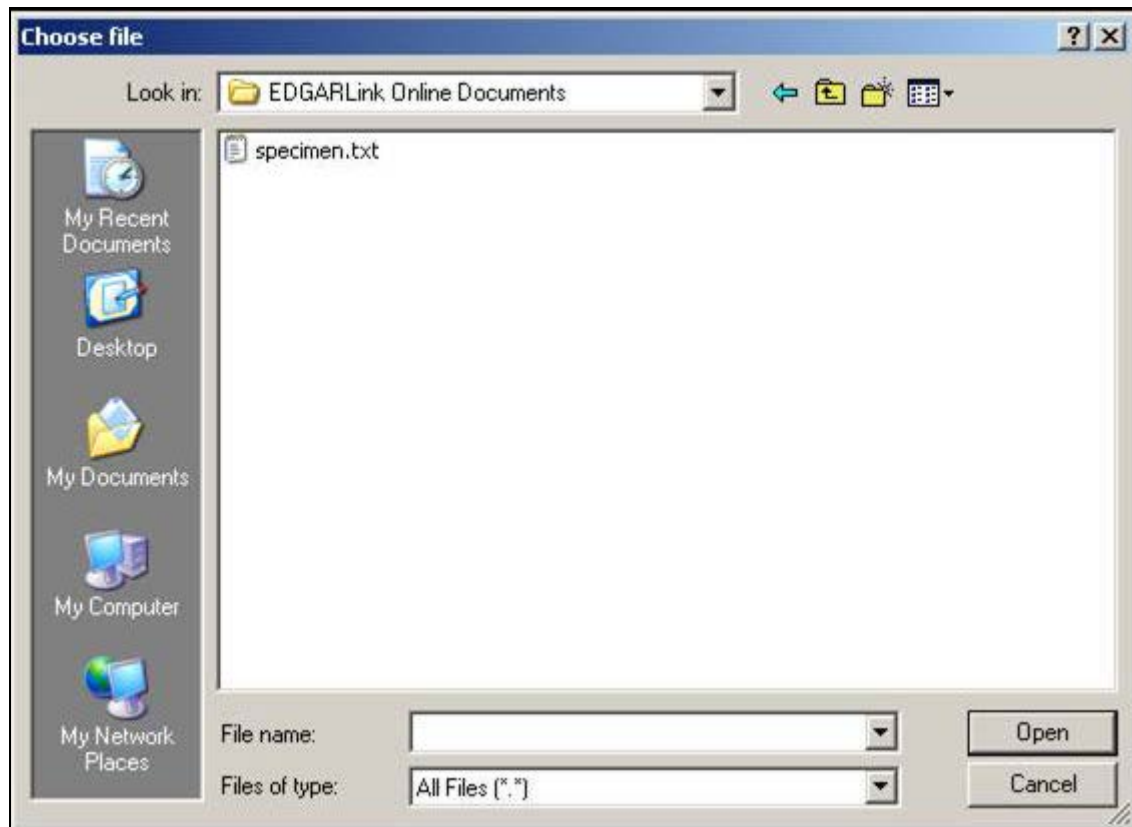 Choose file
Look in: EDGARLink Online Documents
specimen.txt
My Recent
Documents
Desktop
My Documents
My Computer
My Network
Places
File name:
Open
Files of type: All Files (*.*)
Cancel